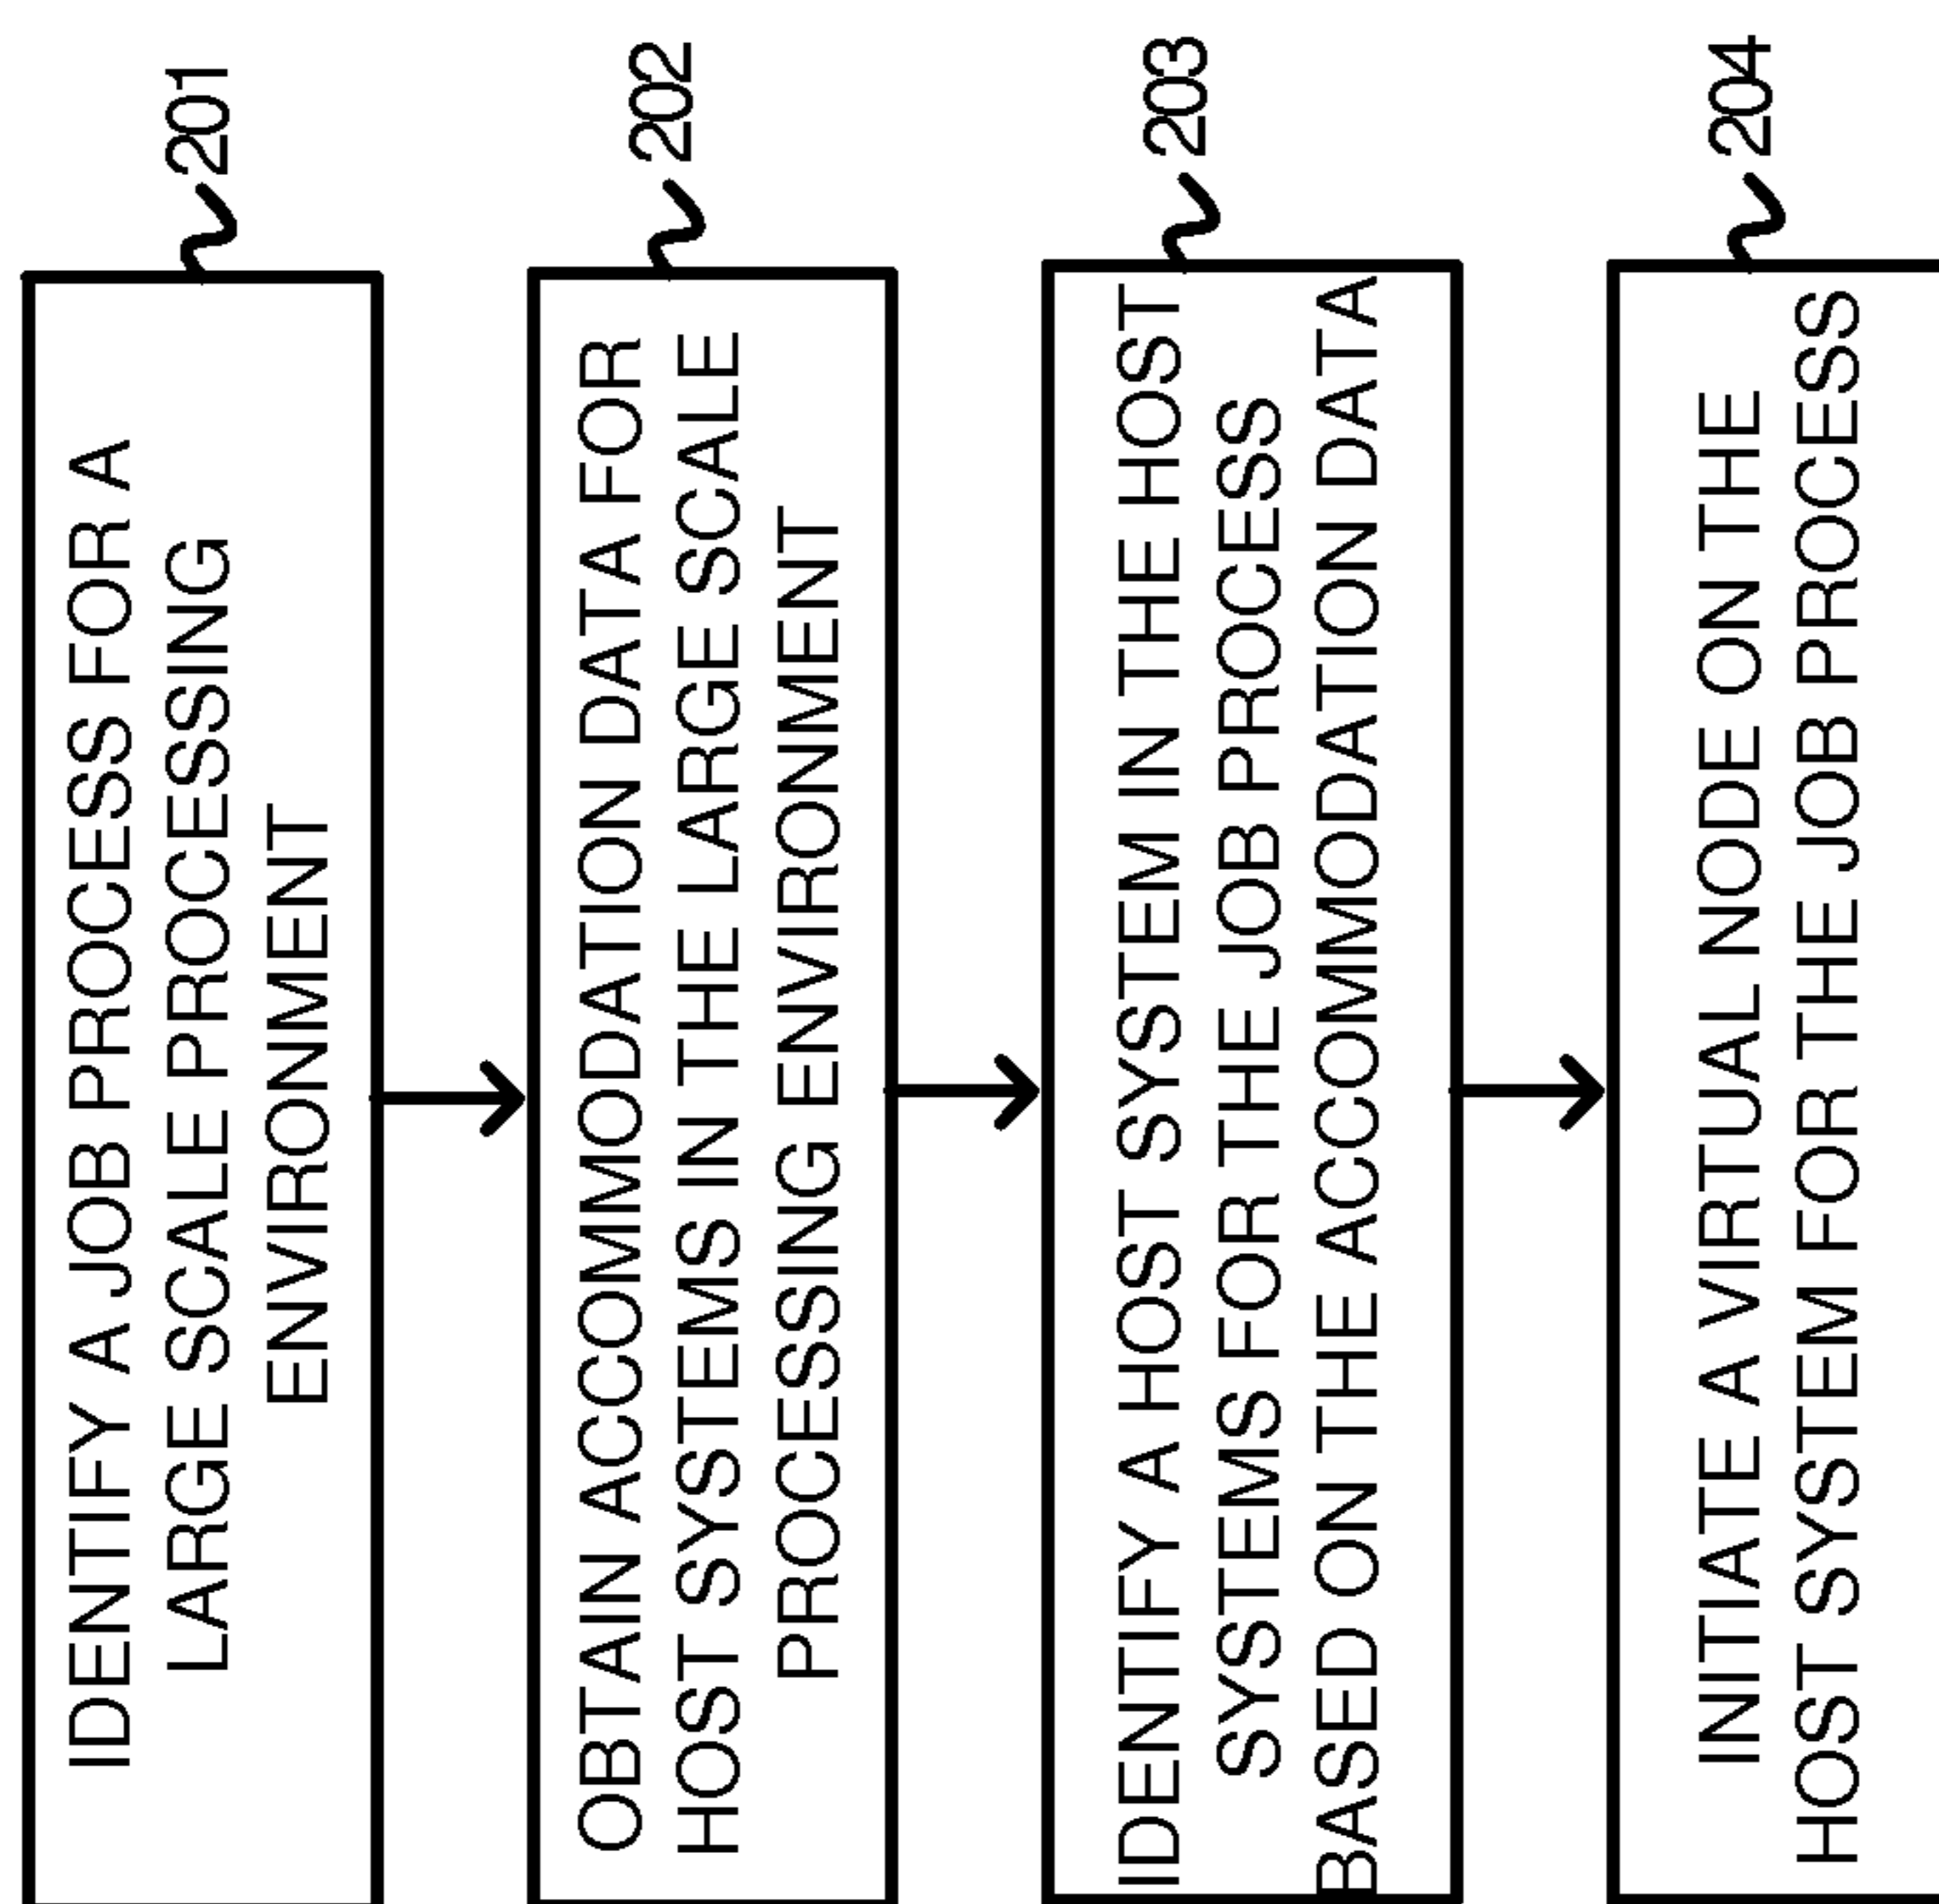 IDENTIFY A JOB PROCESS FOR A
LARGE SCALE PROCESSING
ENVIRONMENT
201
OBTAIN ACCOMMODATION DATA FOR
HOST SYSTEMS IN THE LARGE SCALE
PROCESSING ENVIRONMENT
202
IDENTIFY A HOST SYSTEM IN THE HOST
SYSTEMS FOR THE JOB PROCESS
BASED ON THE ACCOMMODATION DATA
203
INITIATE A VIRTUAL NODE ON THE
HOST SYSTEM FOR THE JOB PROCESS
204